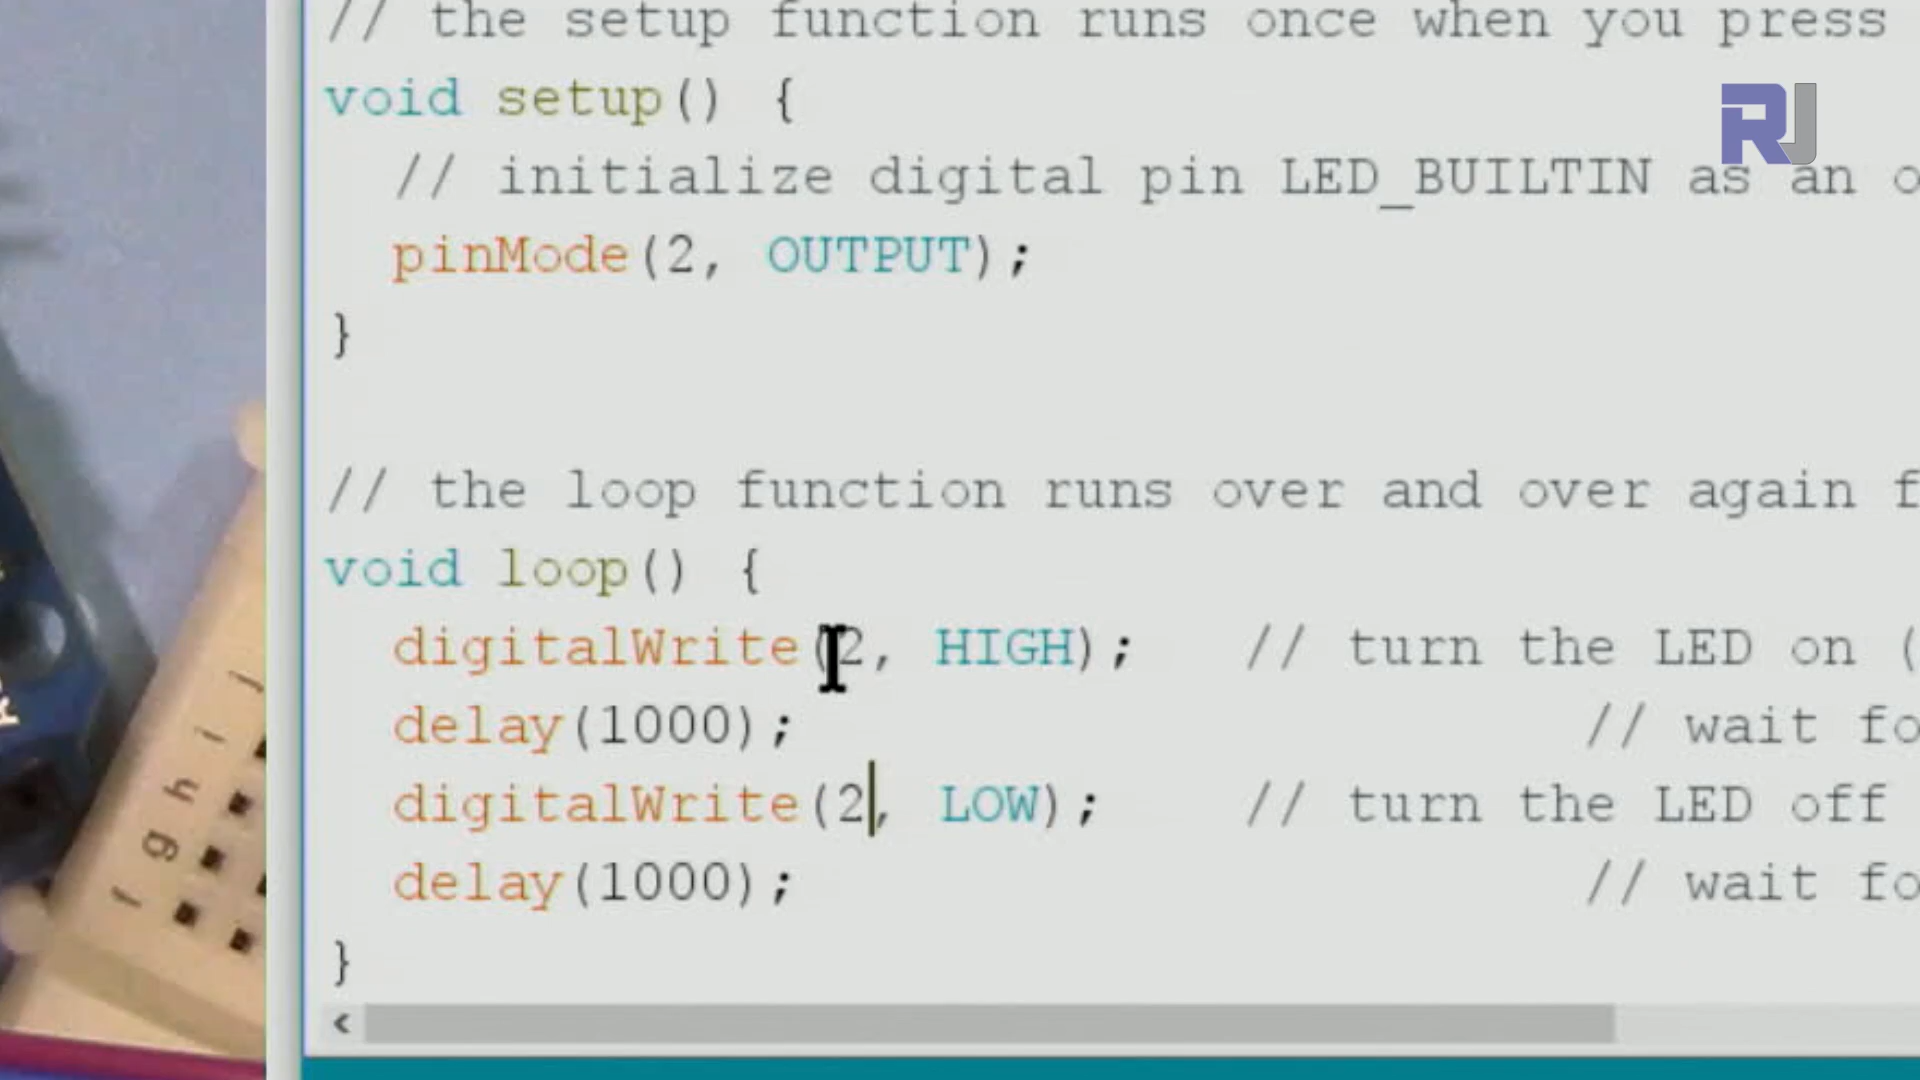 // the setup function runs once when you press
RJ
void setup() {
// initialize digital pin LED_BUILTIN as an
pinMode(2, OUTPUT);
}
// the loop function runs over and over again
void loop() {
digitalWrite(2, HIGH); // turn the LED on (
delay(1000); // wait
digitalWrite(2, LOW); // turn the LED off
delay(1000); // wait
}
j
i
h
g
f